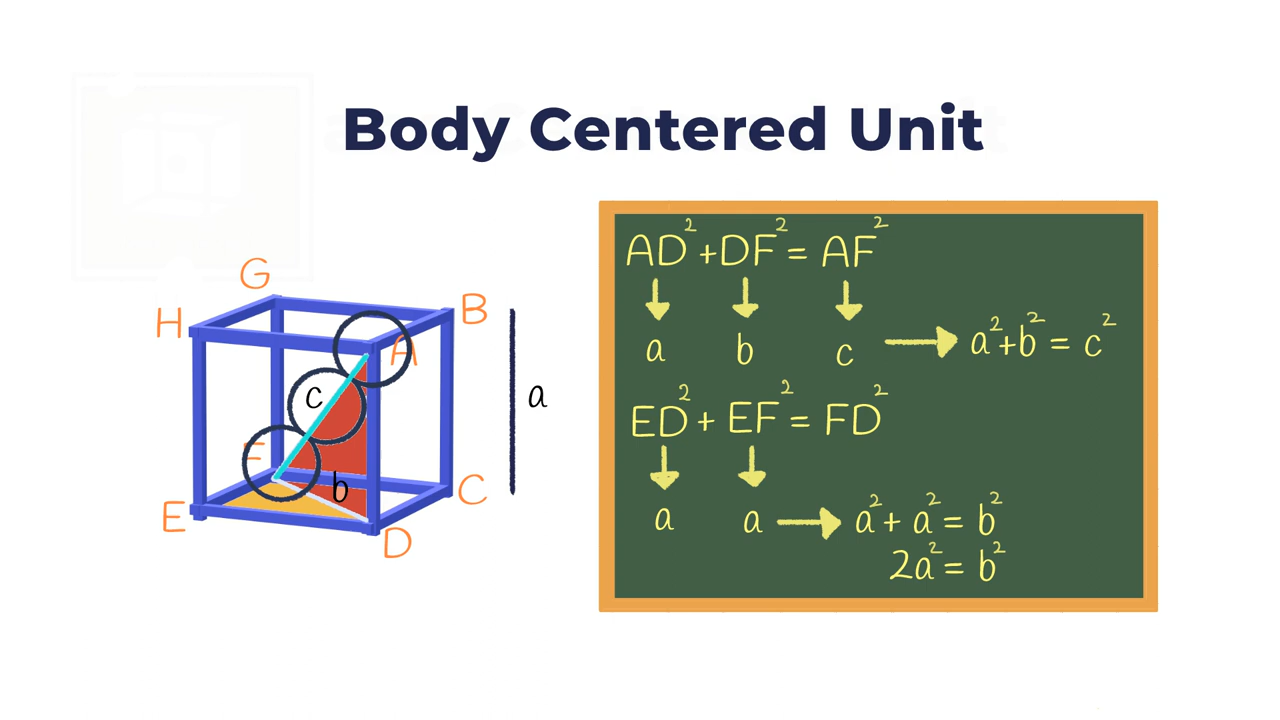 Body Centered Unit
G
H
B
A
c
a
F
b
C
E
D
AD² + DF² = AF²
a b c → a² + b² = c²
ED² + EF² = FD²
a a → a² + a² = b²
2a² = b²